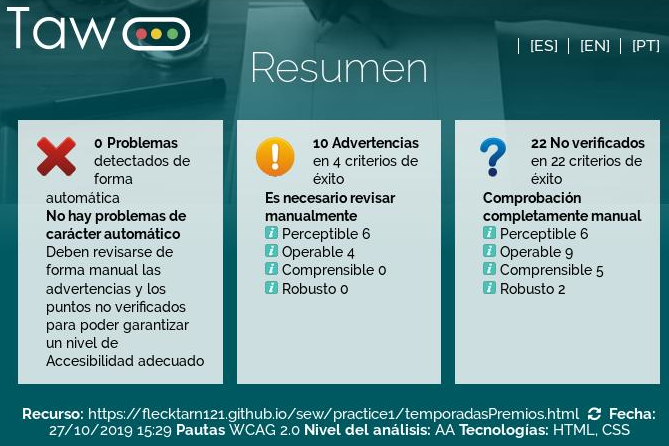 Taw
[ES] [EN] [PT]
Resumen
0 Problemas
detectados de
forma
automática
No hay problemas de
carácter automático
Deben revisarse de
forma manual las
advertencias y los
puntos no verificados
para poder garantizar
un nivel de
Accesibilidad adecuado
10 Advertencias
en 4 criterios de
éxito
Es necesario revisar
manualmente
Perceptible 6
Operable 4
Comprensible 0
Robusto 0
22 No verificados
en 22 criterios de
éxito
Comprobación
completamente manual
Perceptible 6
Operable 9
Comprensible 5
Robusto 2
Recurso: https://flecktarn121.github.io/sew/practice1/temporadasPremios.html Fecha:
27/10/2019 15:29 Pautas WCAG 2.0 Nivel del análisis: AA Tecnologías: HTML, CSS